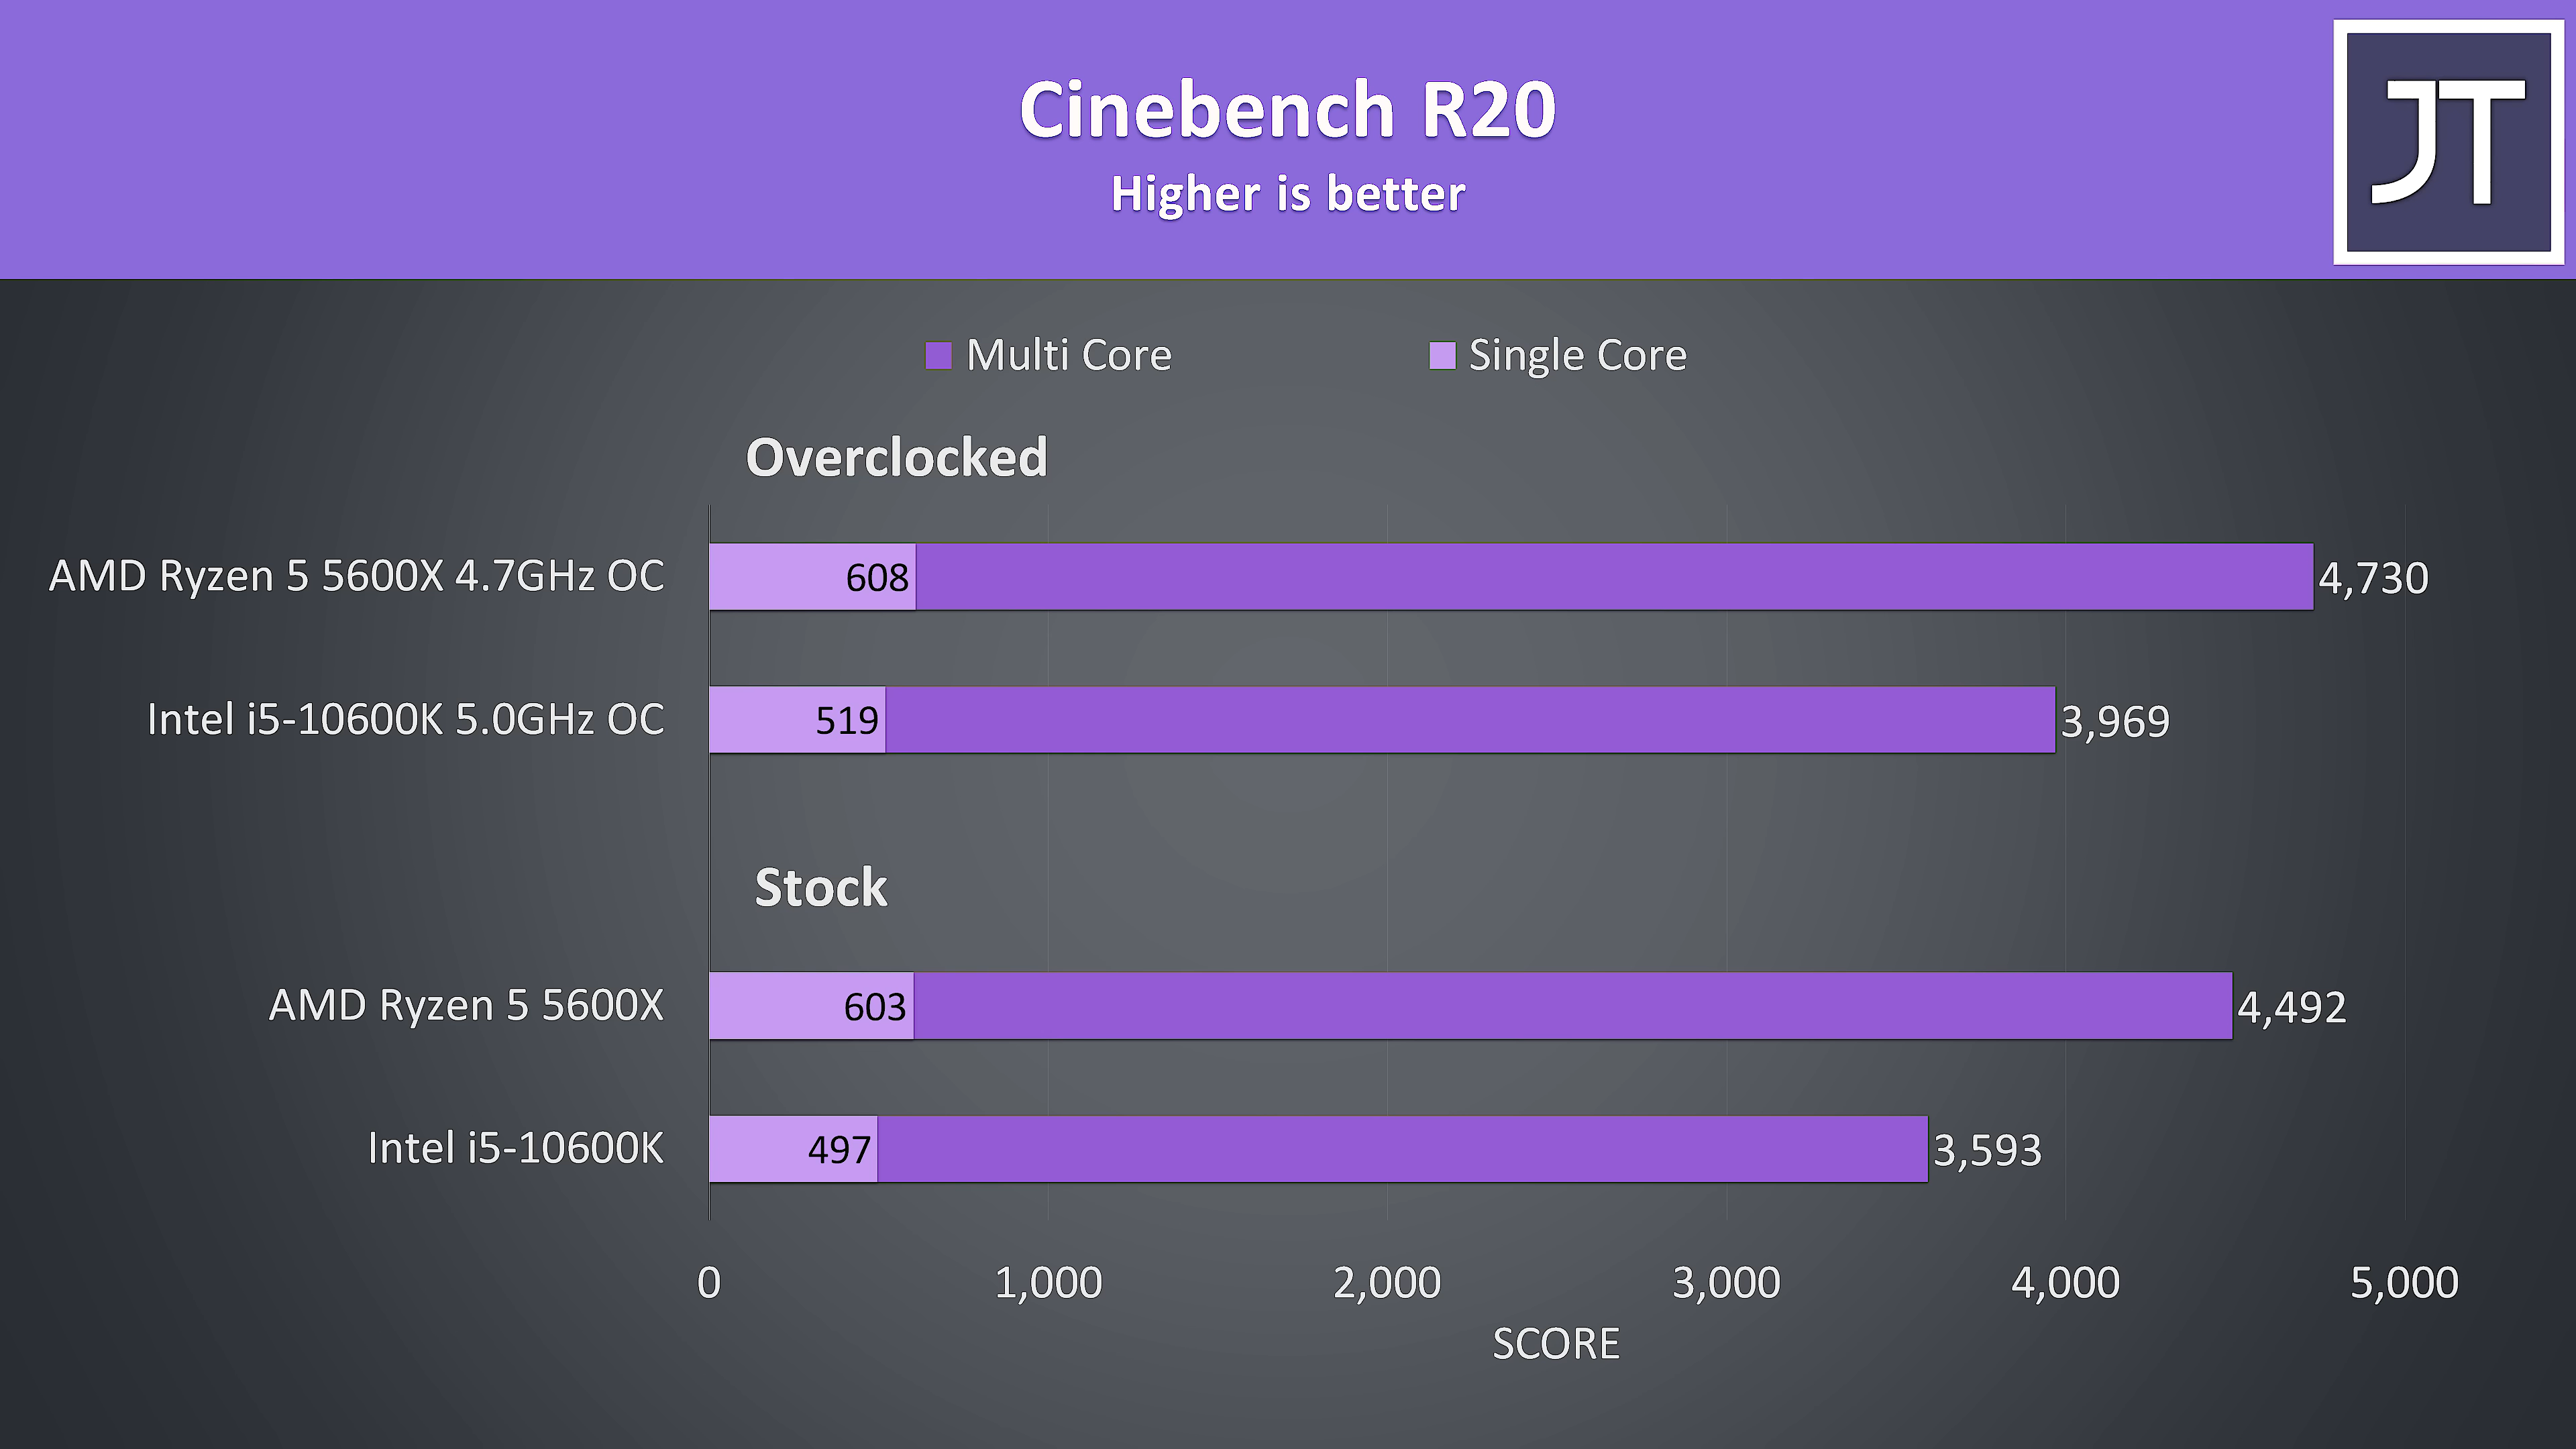 Cinebench R20
Higher is better
JT
Multi Core
Single Core
Overclocked
AMD Ryzen 5 5600X 4.7GHz OC
608
4,730
Intel i5-10600K 5.0GHz OC
519
3,969
Stock
AMD Ryzen 5 5600X
603
4,492
Intel i5-10600K
497
3,593
0
1,000
2,000
3,000
4,000
5,000
SCORE